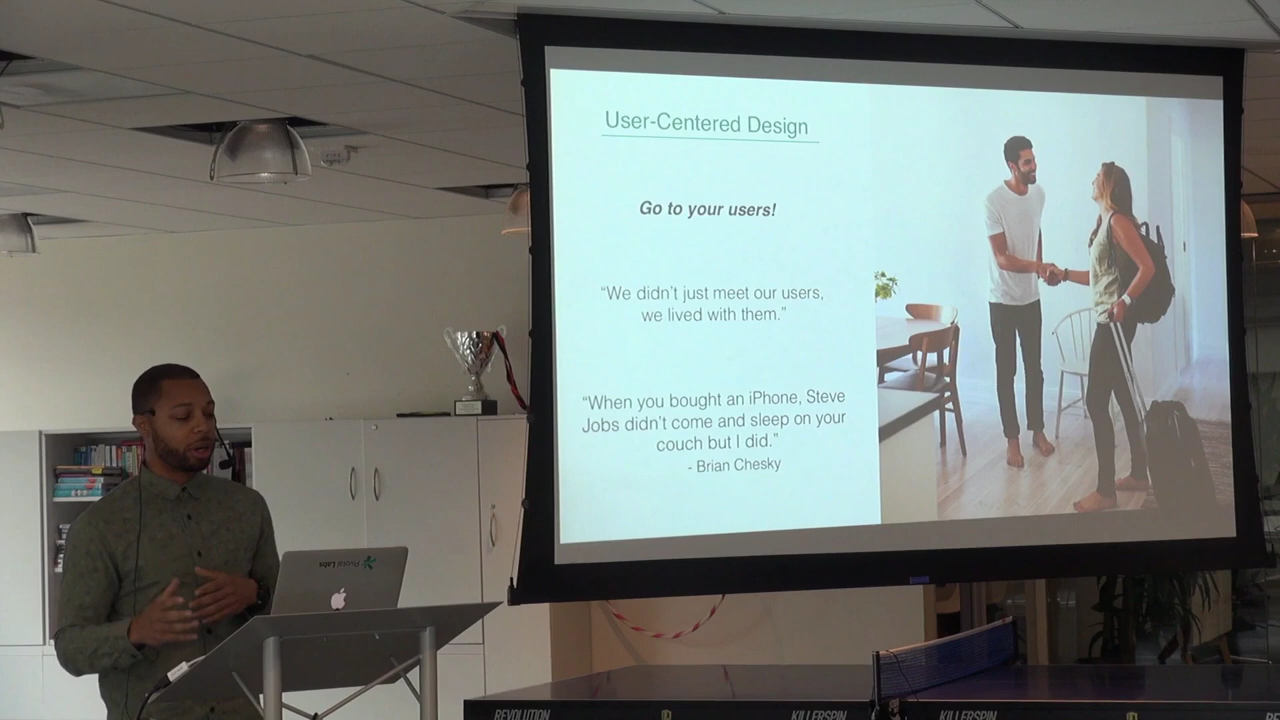 User-Centered Design
Go to your users!
“We didn’t just meet our users,
we lived with them.”
“When you bought an iPhone, Steve
Jobs didn’t come and sleep on your
couch but I did.”
- Brian Chesky
Pivotal Labs
REVOLUTION
KILLERSPIN
KILLERSPIN